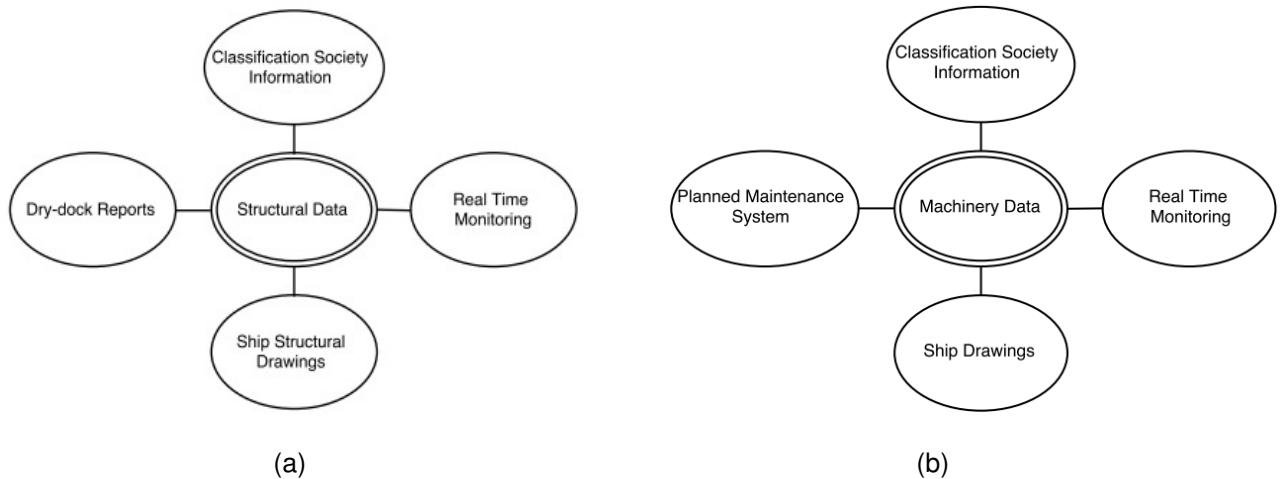 Classification Society
Information
Dry-dock Reports
Structural Data
Real Time
Monitoring
Ship Structural
Drawings
(a)
Classification Society
Information
Planned Maintenance
System
Machinery Data
Real Time
Monitoring
Ship Drawings
(b)